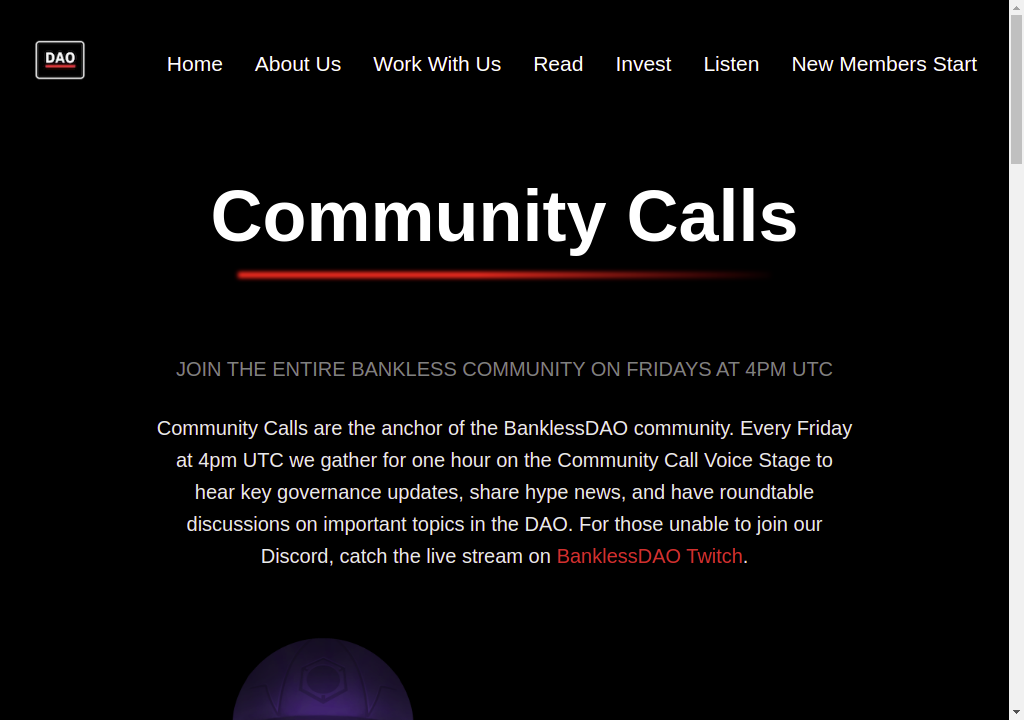 DAO
Home About Us Work With Us Read Invest Listen New Members Start
Community Calls
JOIN THE ENTIRE BANKLESS COMMUNITY ON FRIDAYS AT 4PM UTC
Community Calls are the anchor of the BanklessDAO community. Every Friday
at 4pm UTC we gather for one hour on the Community Call Voice Stage to
hear key governance updates, share hype news, and have roundtable
discussions on important topics in the DAO. For those unable to join our
Discord, catch the live stream on BanklessDAO Twitch.